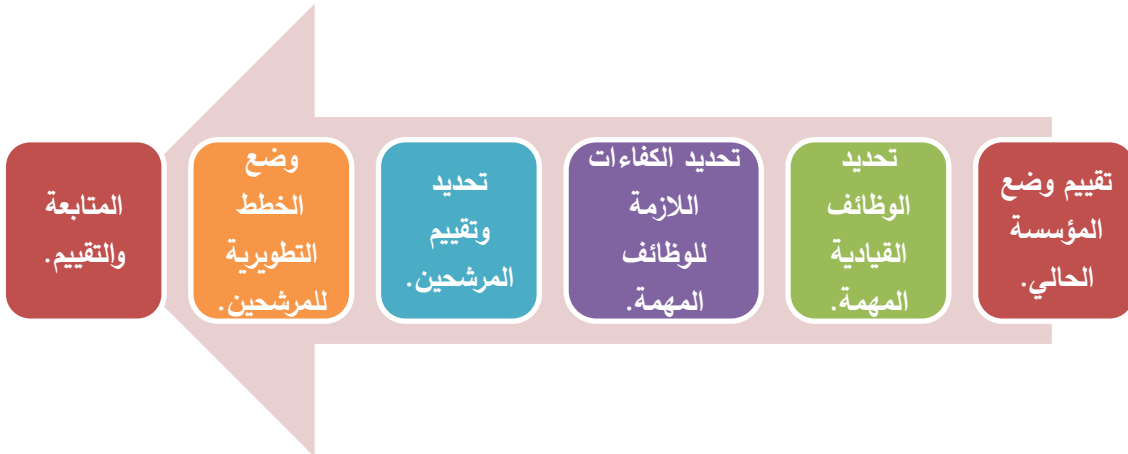 تقييم وضع
المؤسسة
الحالي.
تحديد
الوظائف
القيادية
المهمة.
تحديد الكفاءات
اللازمة
للوظائف
المهمة.
تحديد
وتقييم
المرشحين.
وضع
الخطط
التطويرية
للمرشحين.
المتابعة
والتقييم.